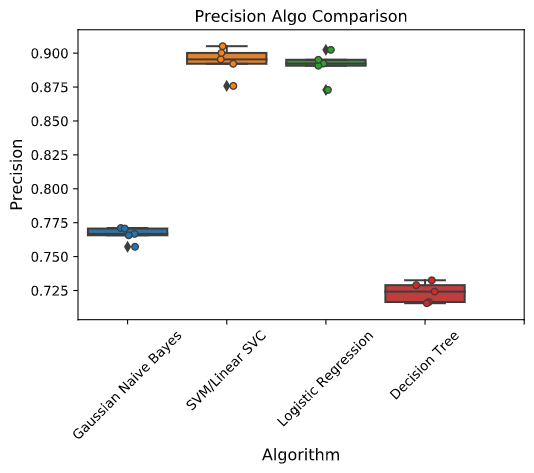 Precision Algo Comparison
0.900
0.875
0.850
0.825
0.800
0.775
0.750
0.725
Precision
Gaussian Naive Bayes
SVM/Linear SVC
Logistic Regression
Decision Tree
Algorithm